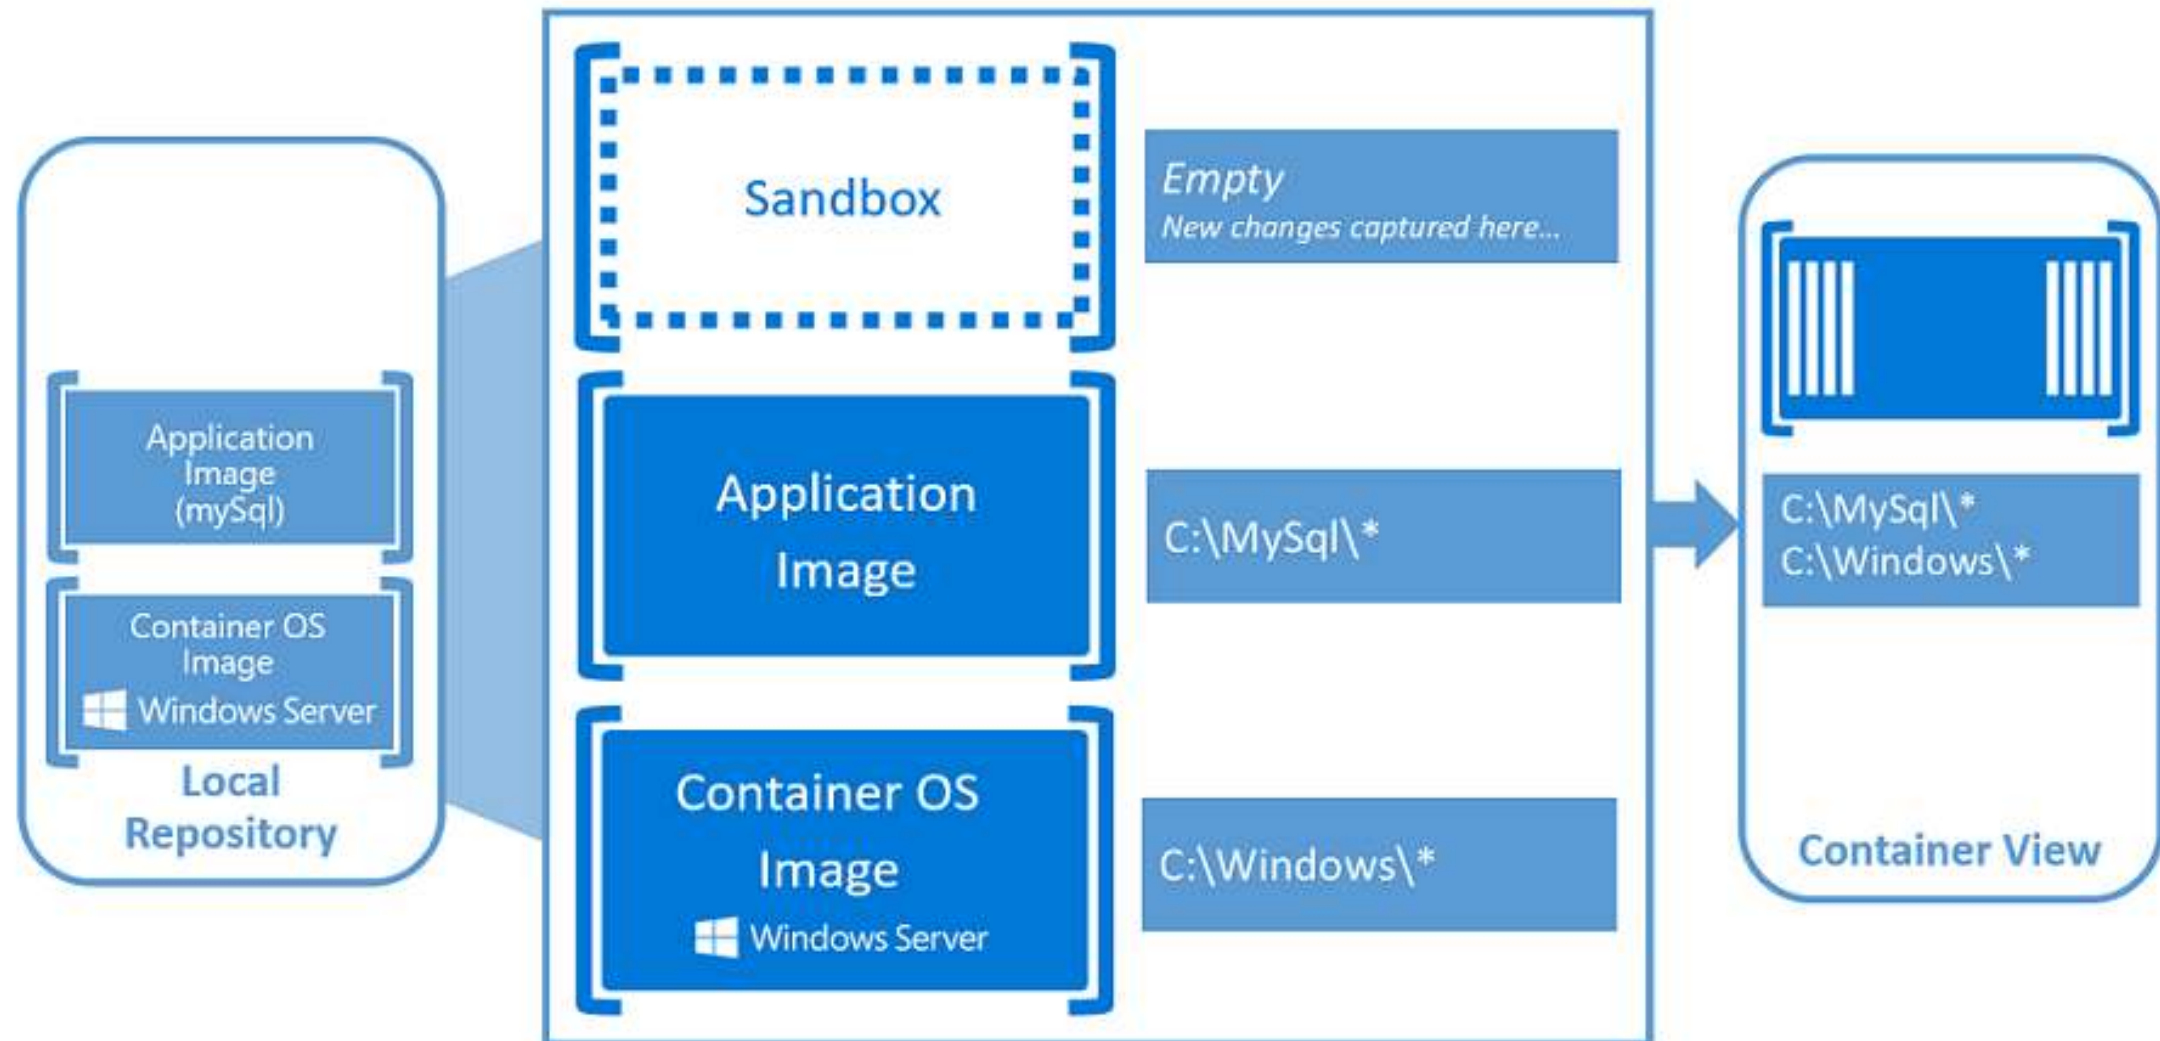 Application
Image
(mySql)
Container OS
Image
Windows Server
Local
Repository
Sandbox
Empty
New changes captured here...
Application
Image
C:\MySql\*
Container OS
Image
Windows Server
C:\Windows\*
C:\MySql\*
C:\Windows\*
Container View